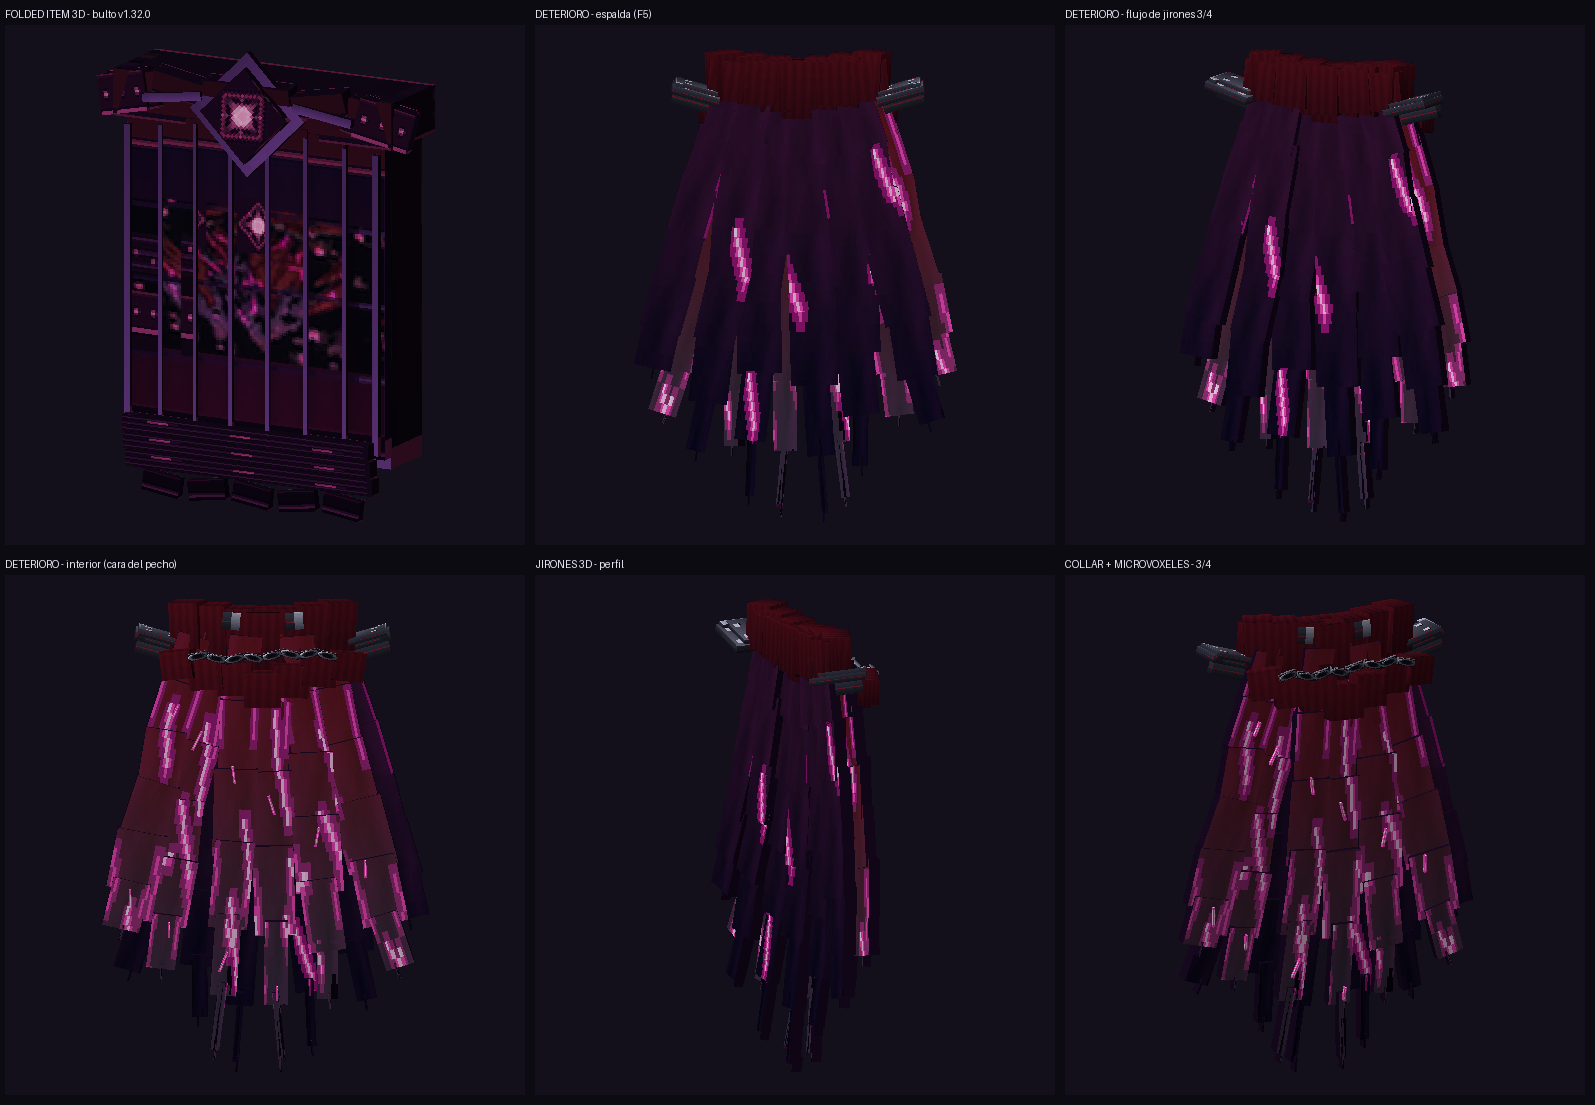 FOLDED ITEM 3D - bulto v1.32.0
DETERIORO - espalda (F5)
DETERIORO - flujo de jirones 3/4
DETERIORO - interior (cara del pecho)
JIRONES 3D - perfil
COLLAR + MICROVOXELES - 3/4